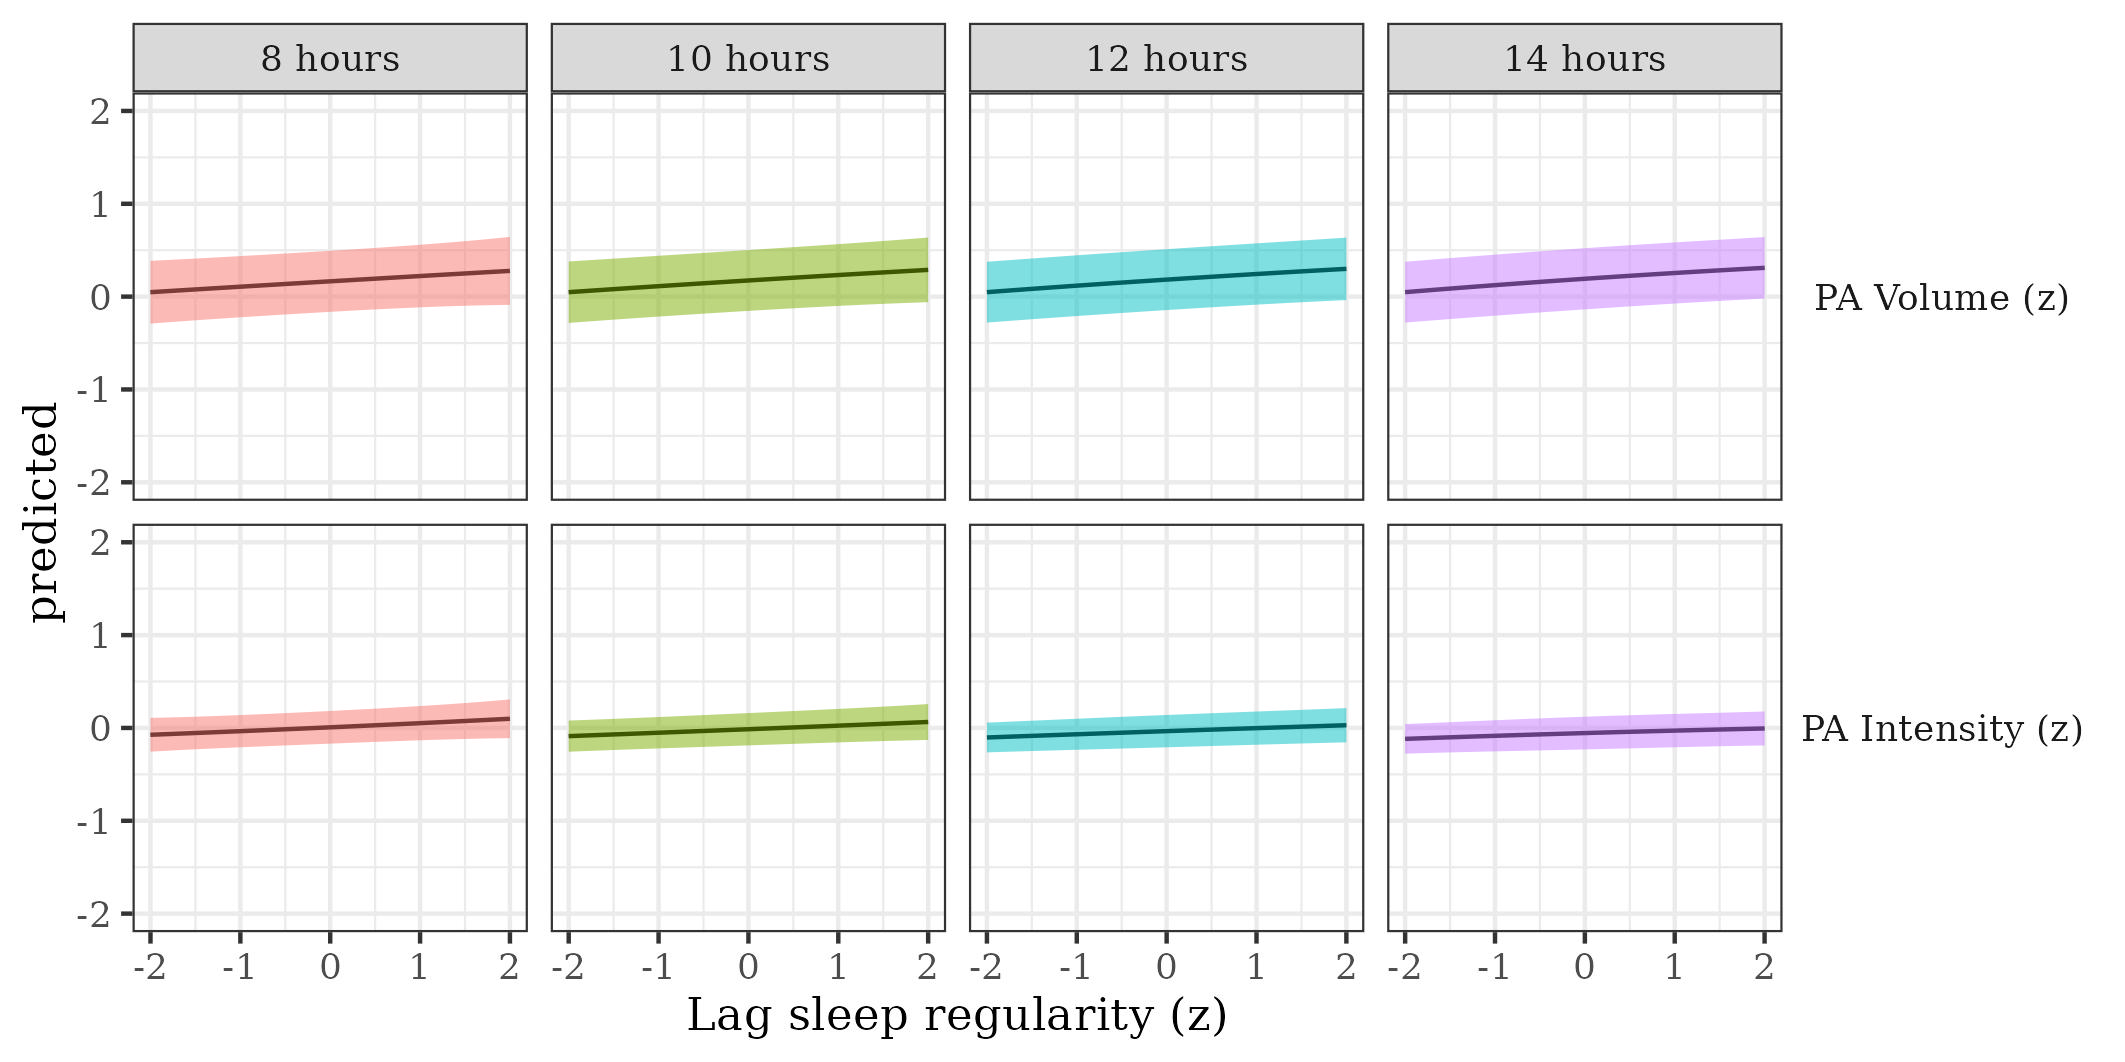 8 hours 10 hours 12 hours 14 hours
2
1
0
-1
-2
PA Volume (z)
predicted
2
1
0
-1
-2
PA Intensity (z)
-2 -1 0 1 2 -2 -1 0 1 2 -2 -1 0 1 2 -2 -1 0 1 2
Lag sleep regularity (z)